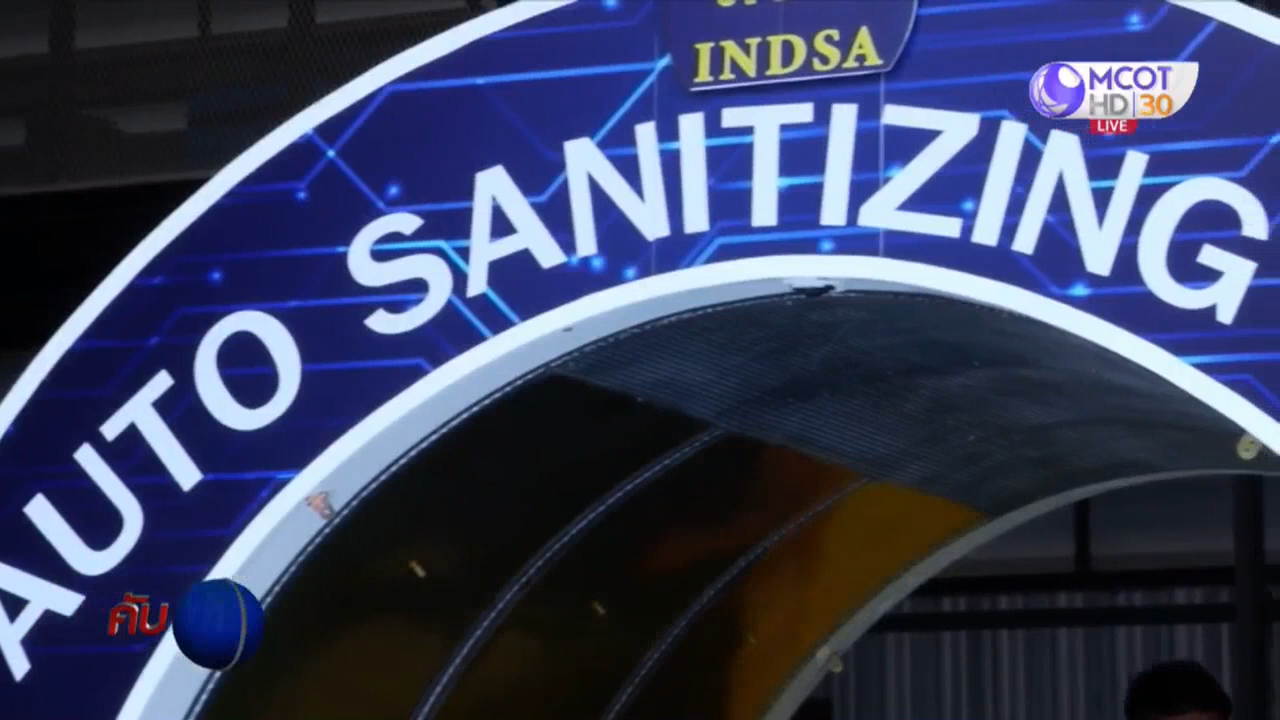 INDSA
AUTO SANITIZING
MCOT
HD 30
LIVE
คับ